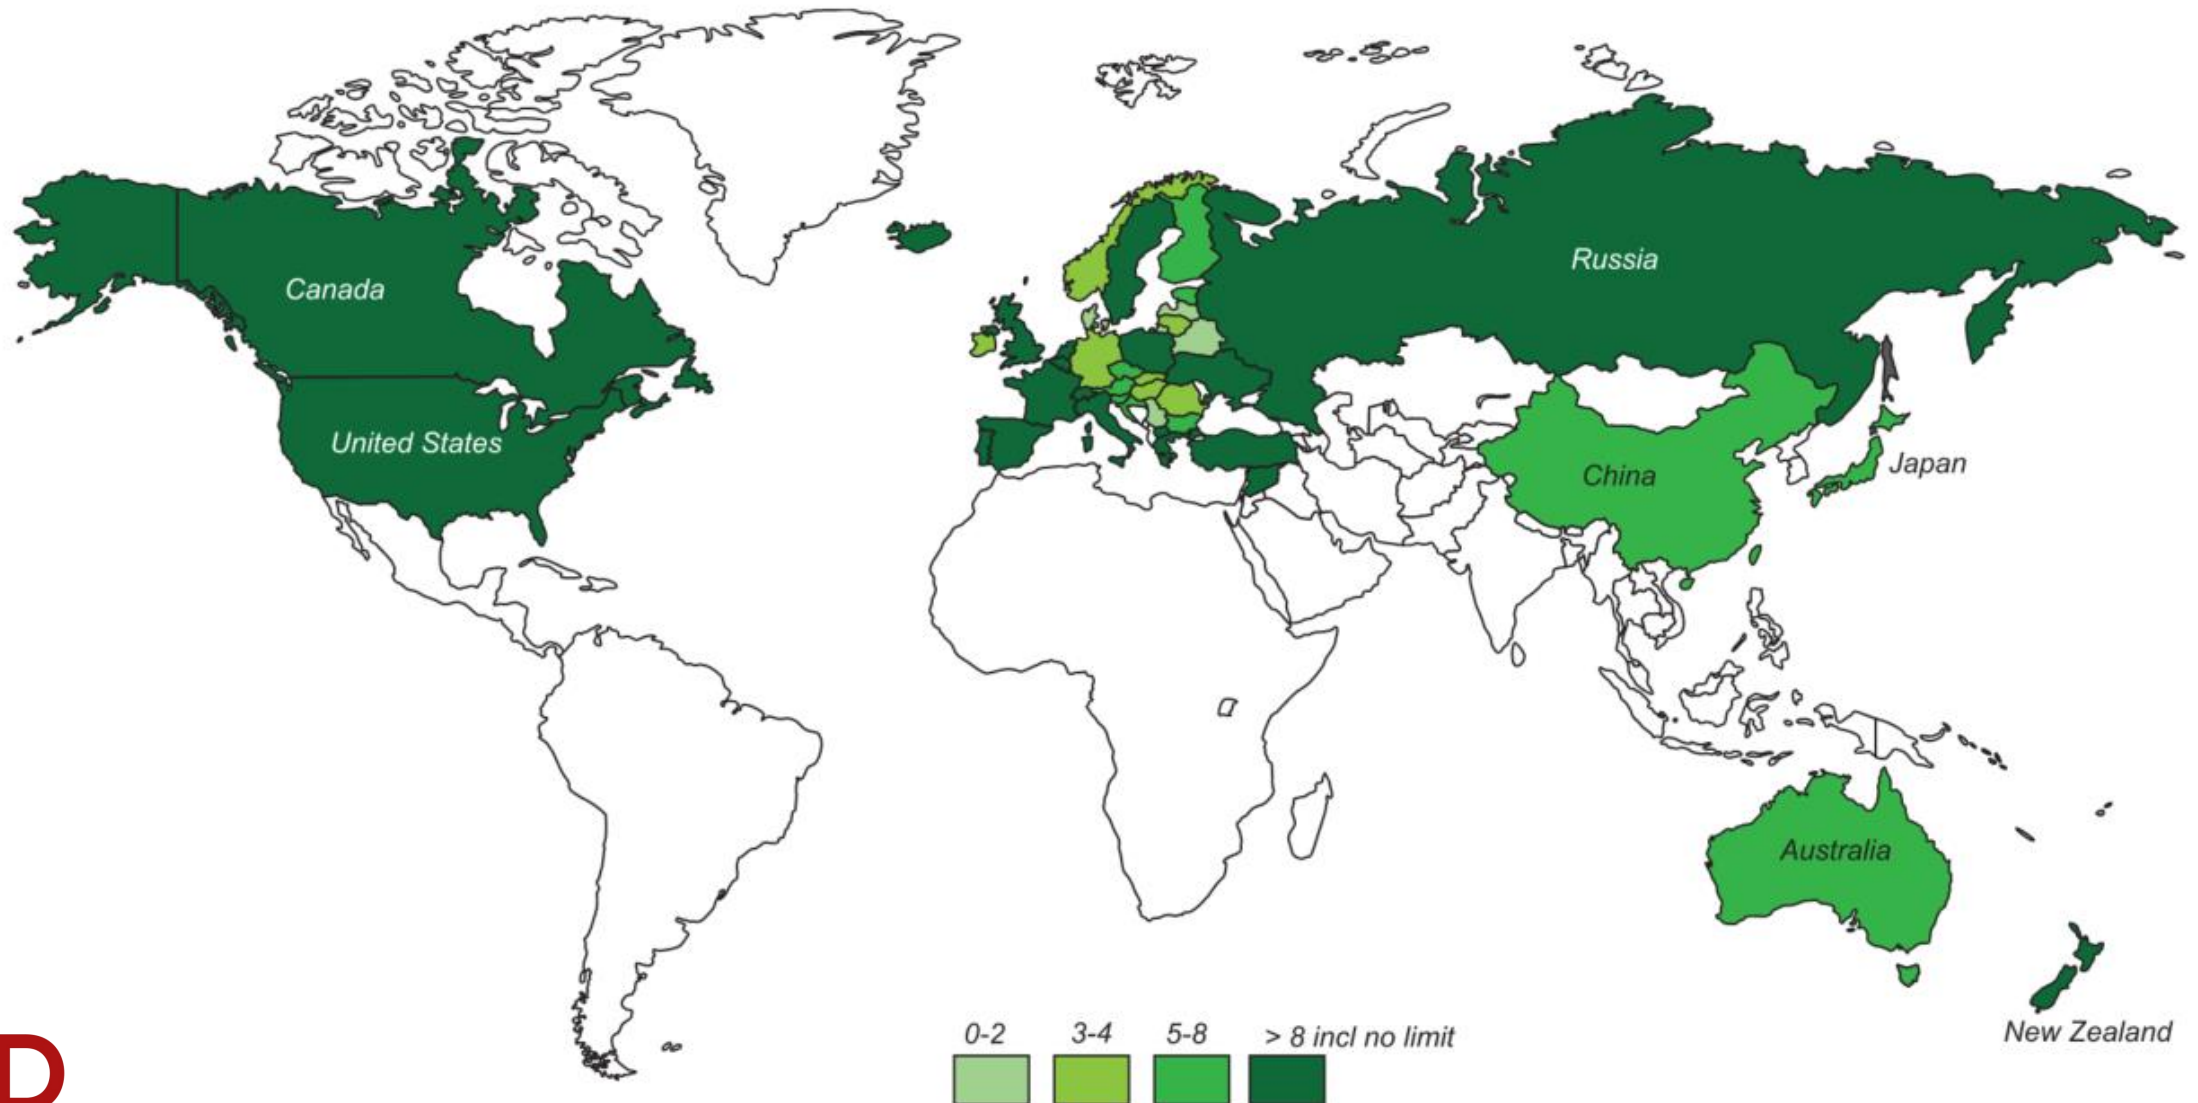 Canada
Russia
United States
China
Japan
Australia
0-2 3-4 5-8 > 8 incl no limit
New Zealand
D